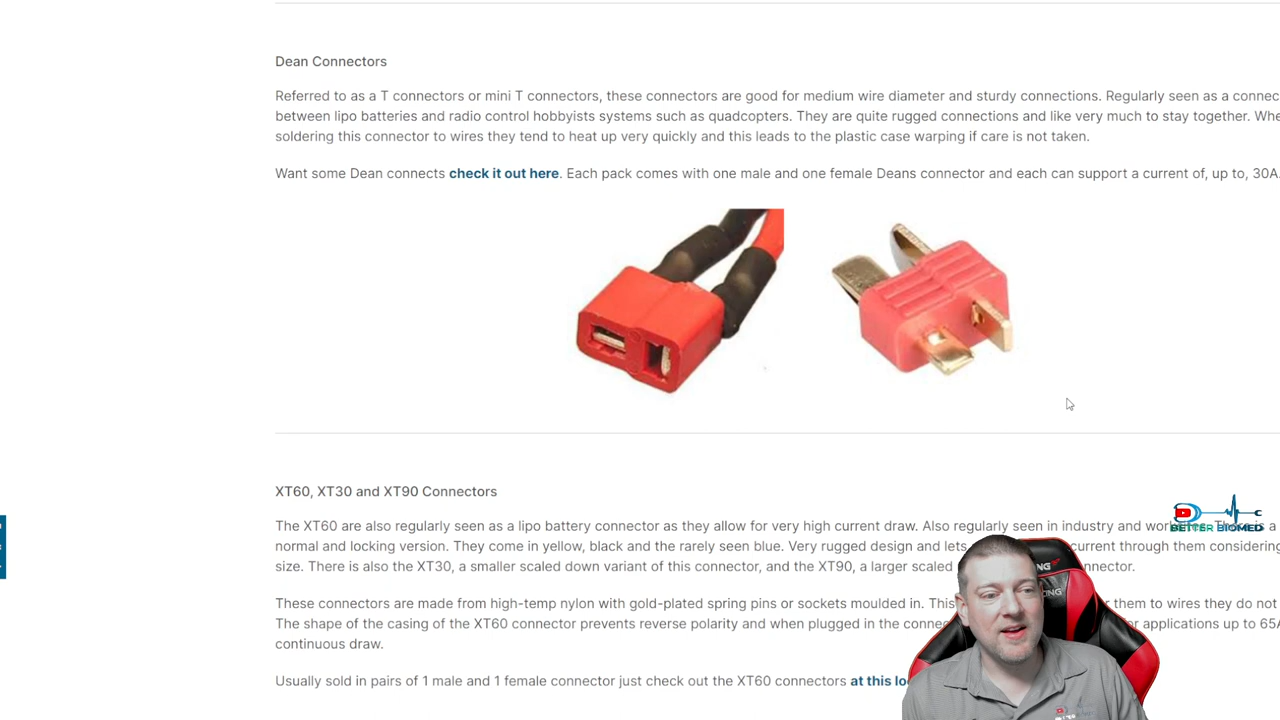 Dean Connectors
Referred to as a T connectors or mini T connectors, these connectors are good for medium wire diameter and sturdy connections. Regularly seen as a connec
between lipo batteries and radio control hobbyists systems such as quadcopters. They are quite rugged connections and like very much to stay together. Whe
soldering this connector to wires they tend to heat up very quickly and this leads to the plastic case warping if care is not taken.
Want some Dean connects check it out here. Each pack comes with one male and one female Deans connector and each can support a current of, up to, 30A.
XT60, XT30 and XT90 Connectors
The XT60 are also regularly seen as a lipo battery connector as they allow for very high current draw. Also regularly seen in industry and wor a
BETTER BIOMED
normal and locking version. They come in yellow, black and the rarely seen blue. Very rugged design and lets current through them considering
size. There is also the XT30, a smaller scaled down variant of this connector, and the XT90, a larger scaled nnector.
These connectors are made from high-temp nylon with gold-plated spring pins or sockets moulded in. This them to wires they do not
The shape of the casing of the XT60 connector prevents reverse polarity and when plugged in the connec or applications up to 65A
continuous draw.
Usually sold in pairs of 1 male and 1 female connector just check out the XT60 connectors at this lo